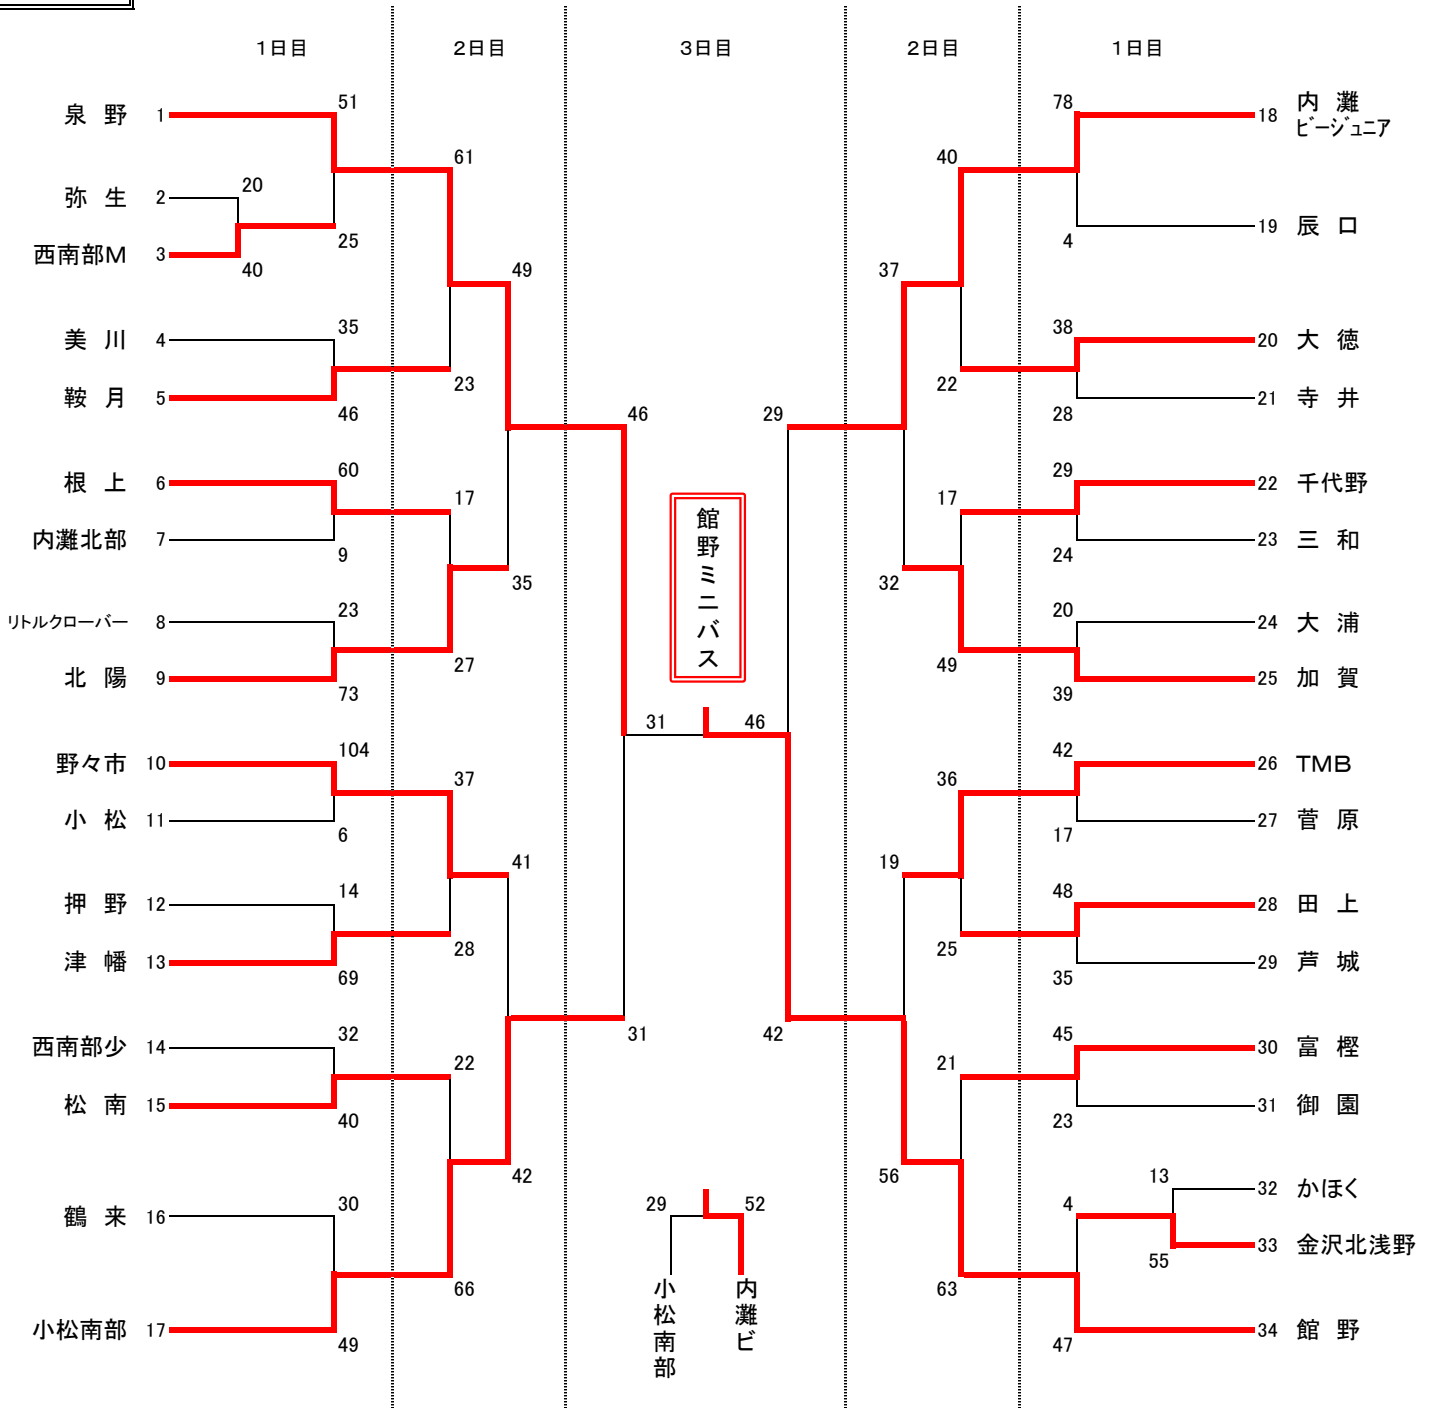 1日目
2日目
3日目
2日目
1日目
泉 野 1
51
弥 生 2
20
西南部M 3
40
25
61
美 川 4
35
鞍 月 5
46
23
49
根 上 6
60
内灘北部 7
9
17
リトルクローバー 8
23
北 陽 9
73
27
35
46
野々市 10
104
小 松 11
6
37
押 野 12
14
津 幡 13
69
28
41
西南部少 14
32
松 南 15
40
22
鶴 来 16
30
小松南部 17
49
66
42
31
館野ミニバス
31
46
29
52
小松南部
内灘ビ
78
18 内 灘
ビージュニア
4
19 辰 口
40
38
20 大 徳
28
21 寺 井
22
37
29
22 千代野
24
23 三 和
17
20
24 大 浦
39
25 加 賀
49
32
29
42
26 TMB
17
27 菅 原
36
48
28 田 上
35
29 芦 城
25
19
45
30 富 樫
23
31 御 園
21
13
32 かほく
55
33 金沢北浅野
4
47
34 館 野
63
56
42